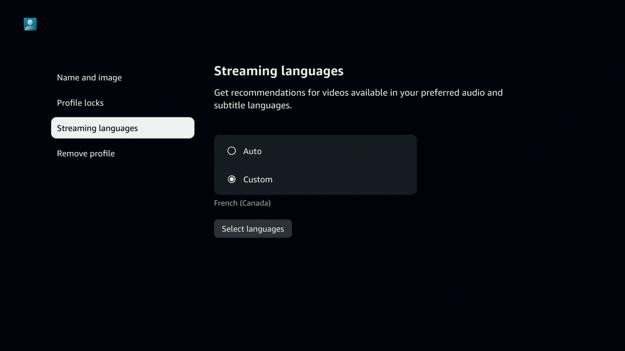 Name and image
Profile locks
Streaming languages
Remove profile
Streaming languages
Get recommendations for videos available in your preferred audio and
subtitle languages.
Auto
Custom
French (Canada)
Select languages